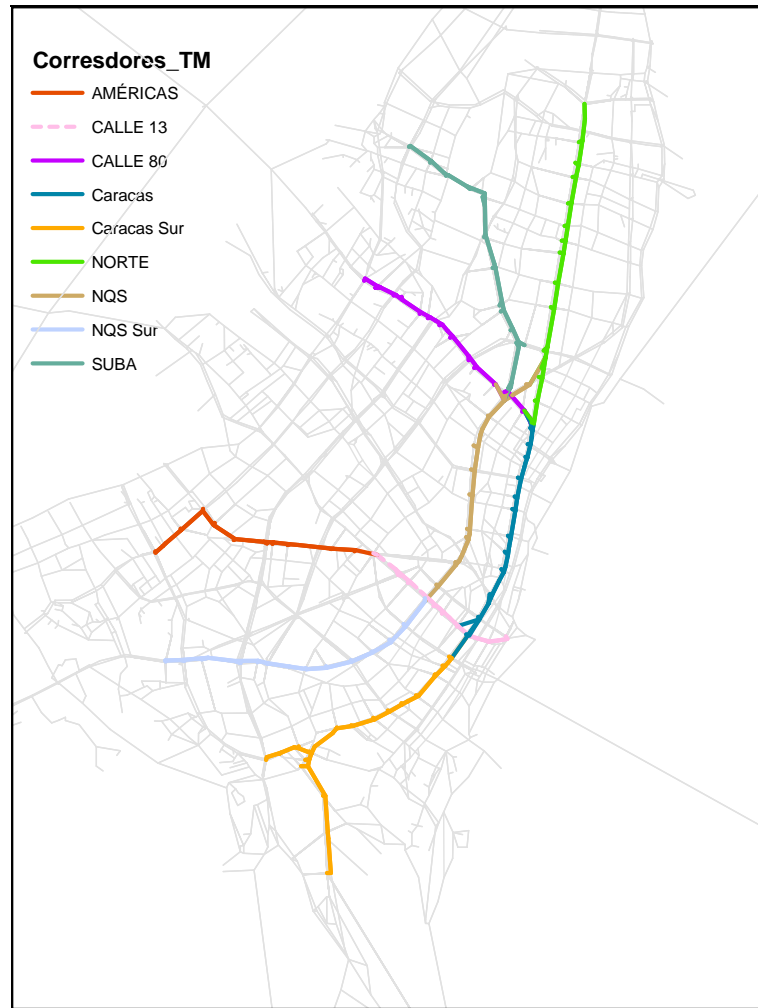 Corresdores_TM
AMÉRICAS
CALLE 13
CALLE 80
Caracas
Caracas Sur
NORTE
NQS
NQS Sur
SUBA